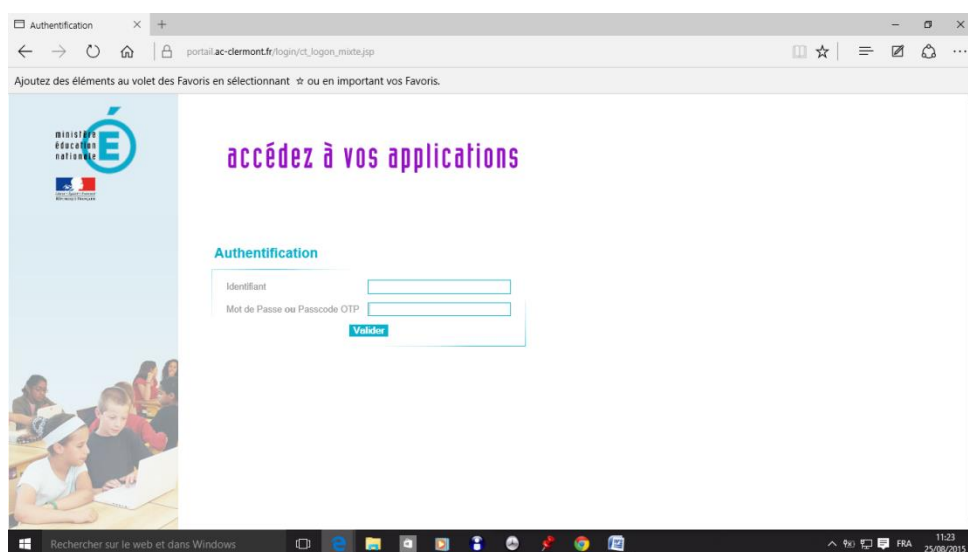 Authentification
portail.ac-clermont.fr/login/ct_logon_mixte.jsp
Ajoutez des éléments au volet des Favoris en sélectionnant ☆ ou en important vos Favoris.
ministère
éducation
nationale
É
accédez à vos applications
Authentification
Identifiant
Mot de Passe ou Passcode OTP
Valider
Rechercher sur le web et dans Windows
FRA
11:23
25/08/2015